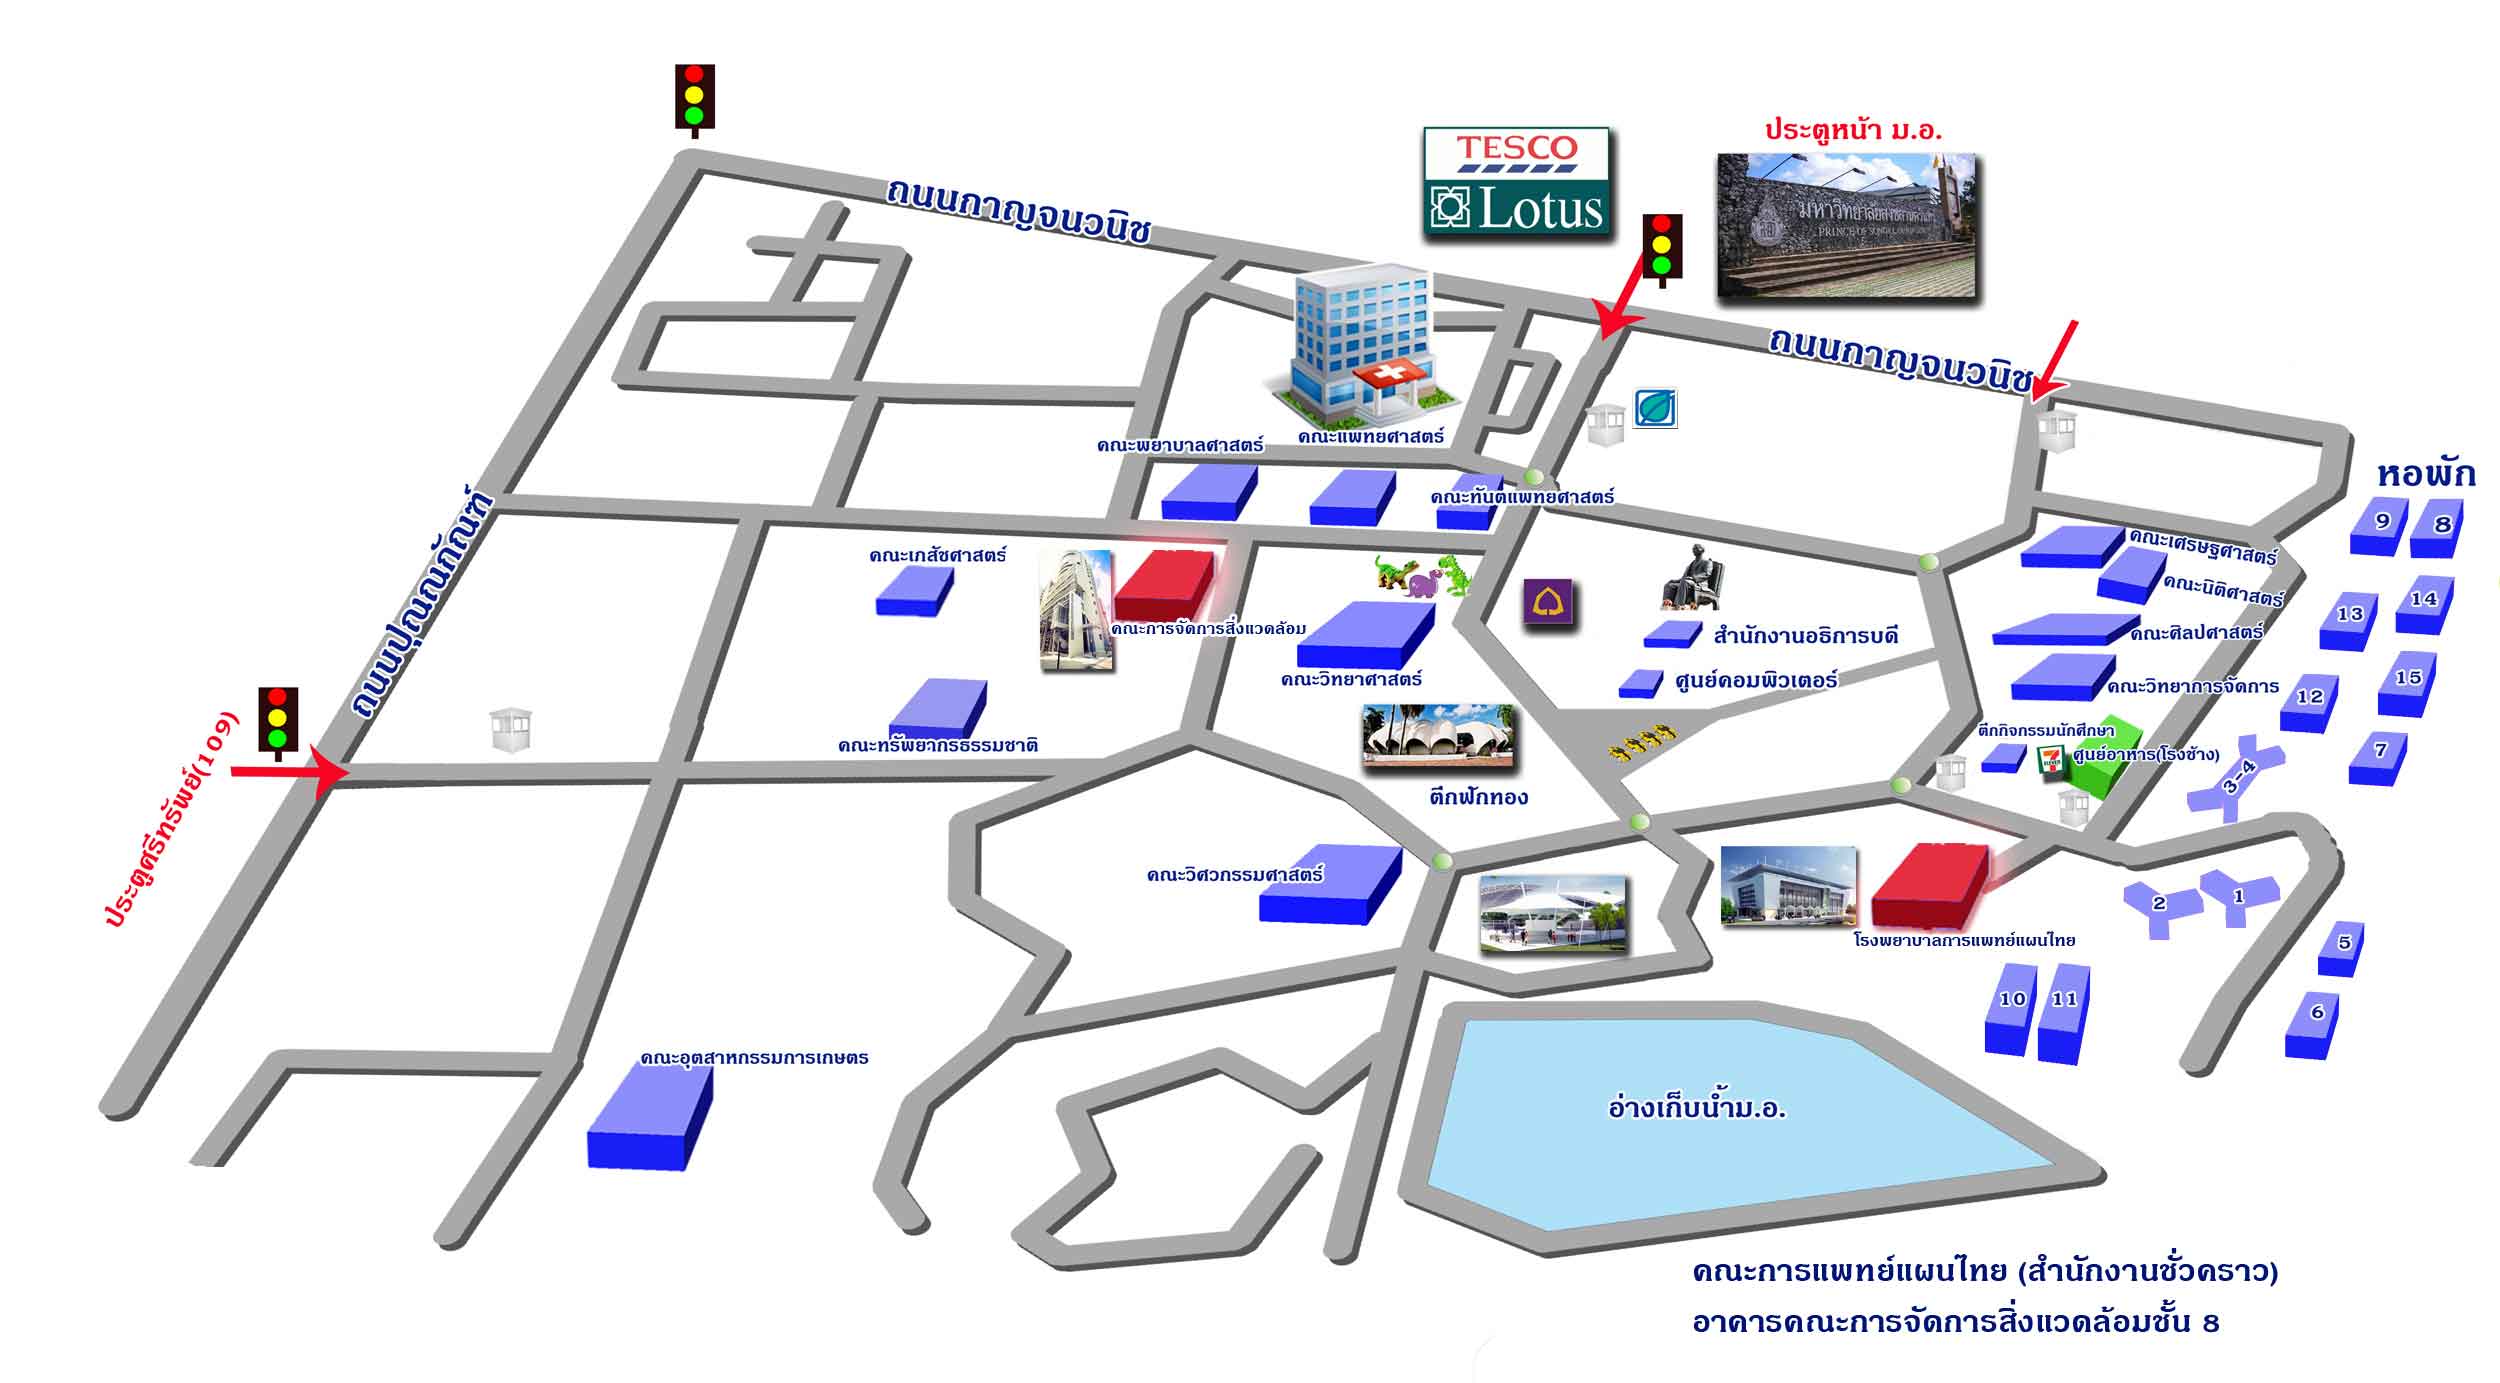 ประตูหน้า ม.อ.
TESCO
Lotus
มหาวิทยาลัยสงขลานครินทร์
PRINCE OF SONGKLA UNIVERSITY
ถนนกาญจนวนิช
ถนนกาญจนวนิช
หอพัก
คณะพยาบาลศาสตร์
คณะแพทยศาสตร์
คณะทันตแพทยศาสตร์
9
8
คณะเภสัชศาสตร์
คณะเศรษฐศาสตร์
คณะนิติศาสตร์
14
13
ถนนปุณณกัณฑ์
คณะการจัดการสิ่งแวดล้อม
สำนักงานอธิการบดี
คณะศิลปศาสตร์
คณะวิทยาศาสตร์
ศูนย์คอมพิวเตอร์
คณะวิทยาการจัดการ
15
12
คณะทรัพยากรธรรมชาติ
ตึกกิจกรรมนักศึกษา
7
ELEVEN
ศูนย์อาหาร(โรงช้าง)
7
3-4
ตึกฟักทอง
ประตูศรีทรัพย์(109)
คณะวิศวกรรมศาสตร์
2
1
โรงพยาบาลการแพทย์แผนไทย
5
10
11
6
คณะอุตสาหกรรมการเกษตร
อ่างเก็บน้ำม.อ.
คณะการแพทย์แผนไทย (สำนักงานชั่วคราว)
อาคารคณะการจัดการสิ่งแวดล้อมชั้น 8